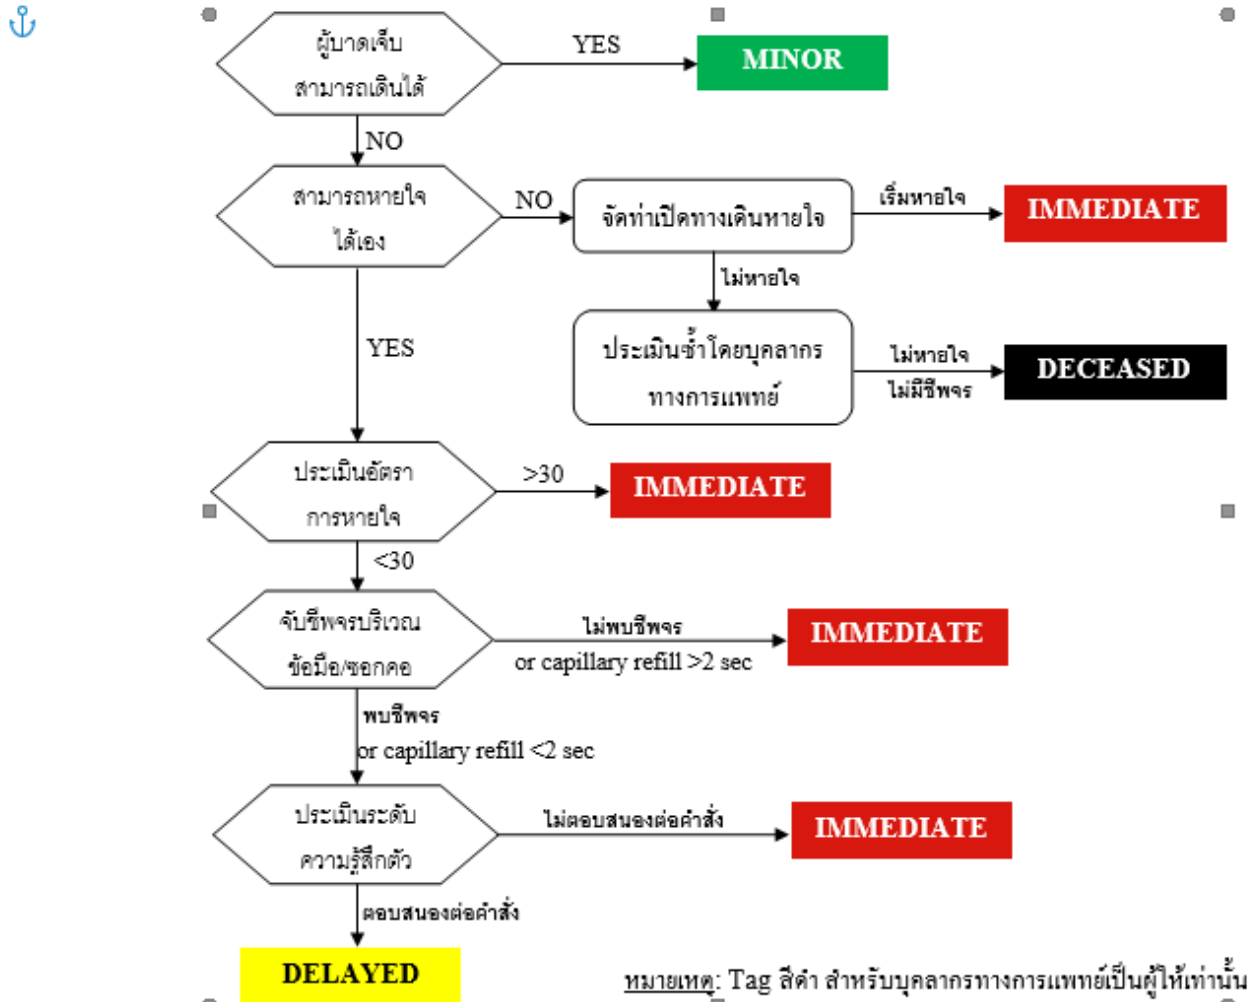 ผู้บาดเจ็บ
สามารถเดินได้
YES
MINOR
NO
สามารถหายใจ
ได้เอง
NO
จัดท่าเปิดทางเดินหายใจ
เริ่มหายใจ
IMMEDIATE
ไม่หายใจ
YES
ประเมินซ้ำโดยบุคลากร
ทางการแพทย์
ไม่หายใจ
ไม่มีชีพจร
DECEASED
ประเมินอัตรา
การหายใจ
>30
IMMEDIATE
<30
จับชีพจรบริเวณ
ข้อมือ/ซอกคอ
ไม่พบชีพจร
or capillary refill >2 sec
IMMEDIATE
พบชีพจร
or capillary refill <2 sec
ประเมินระดับ
ความรู้สึกตัว
ไม่ตอบสนองต่อคำสั่ง
IMMEDIATE
ตอบสนองต่อคำสั่ง
DELAYED
หมายเหตุ: Tag สีดำ สำหรับบุคลากรทางการแพทย์เป็นผู้ให้เท่านั้น